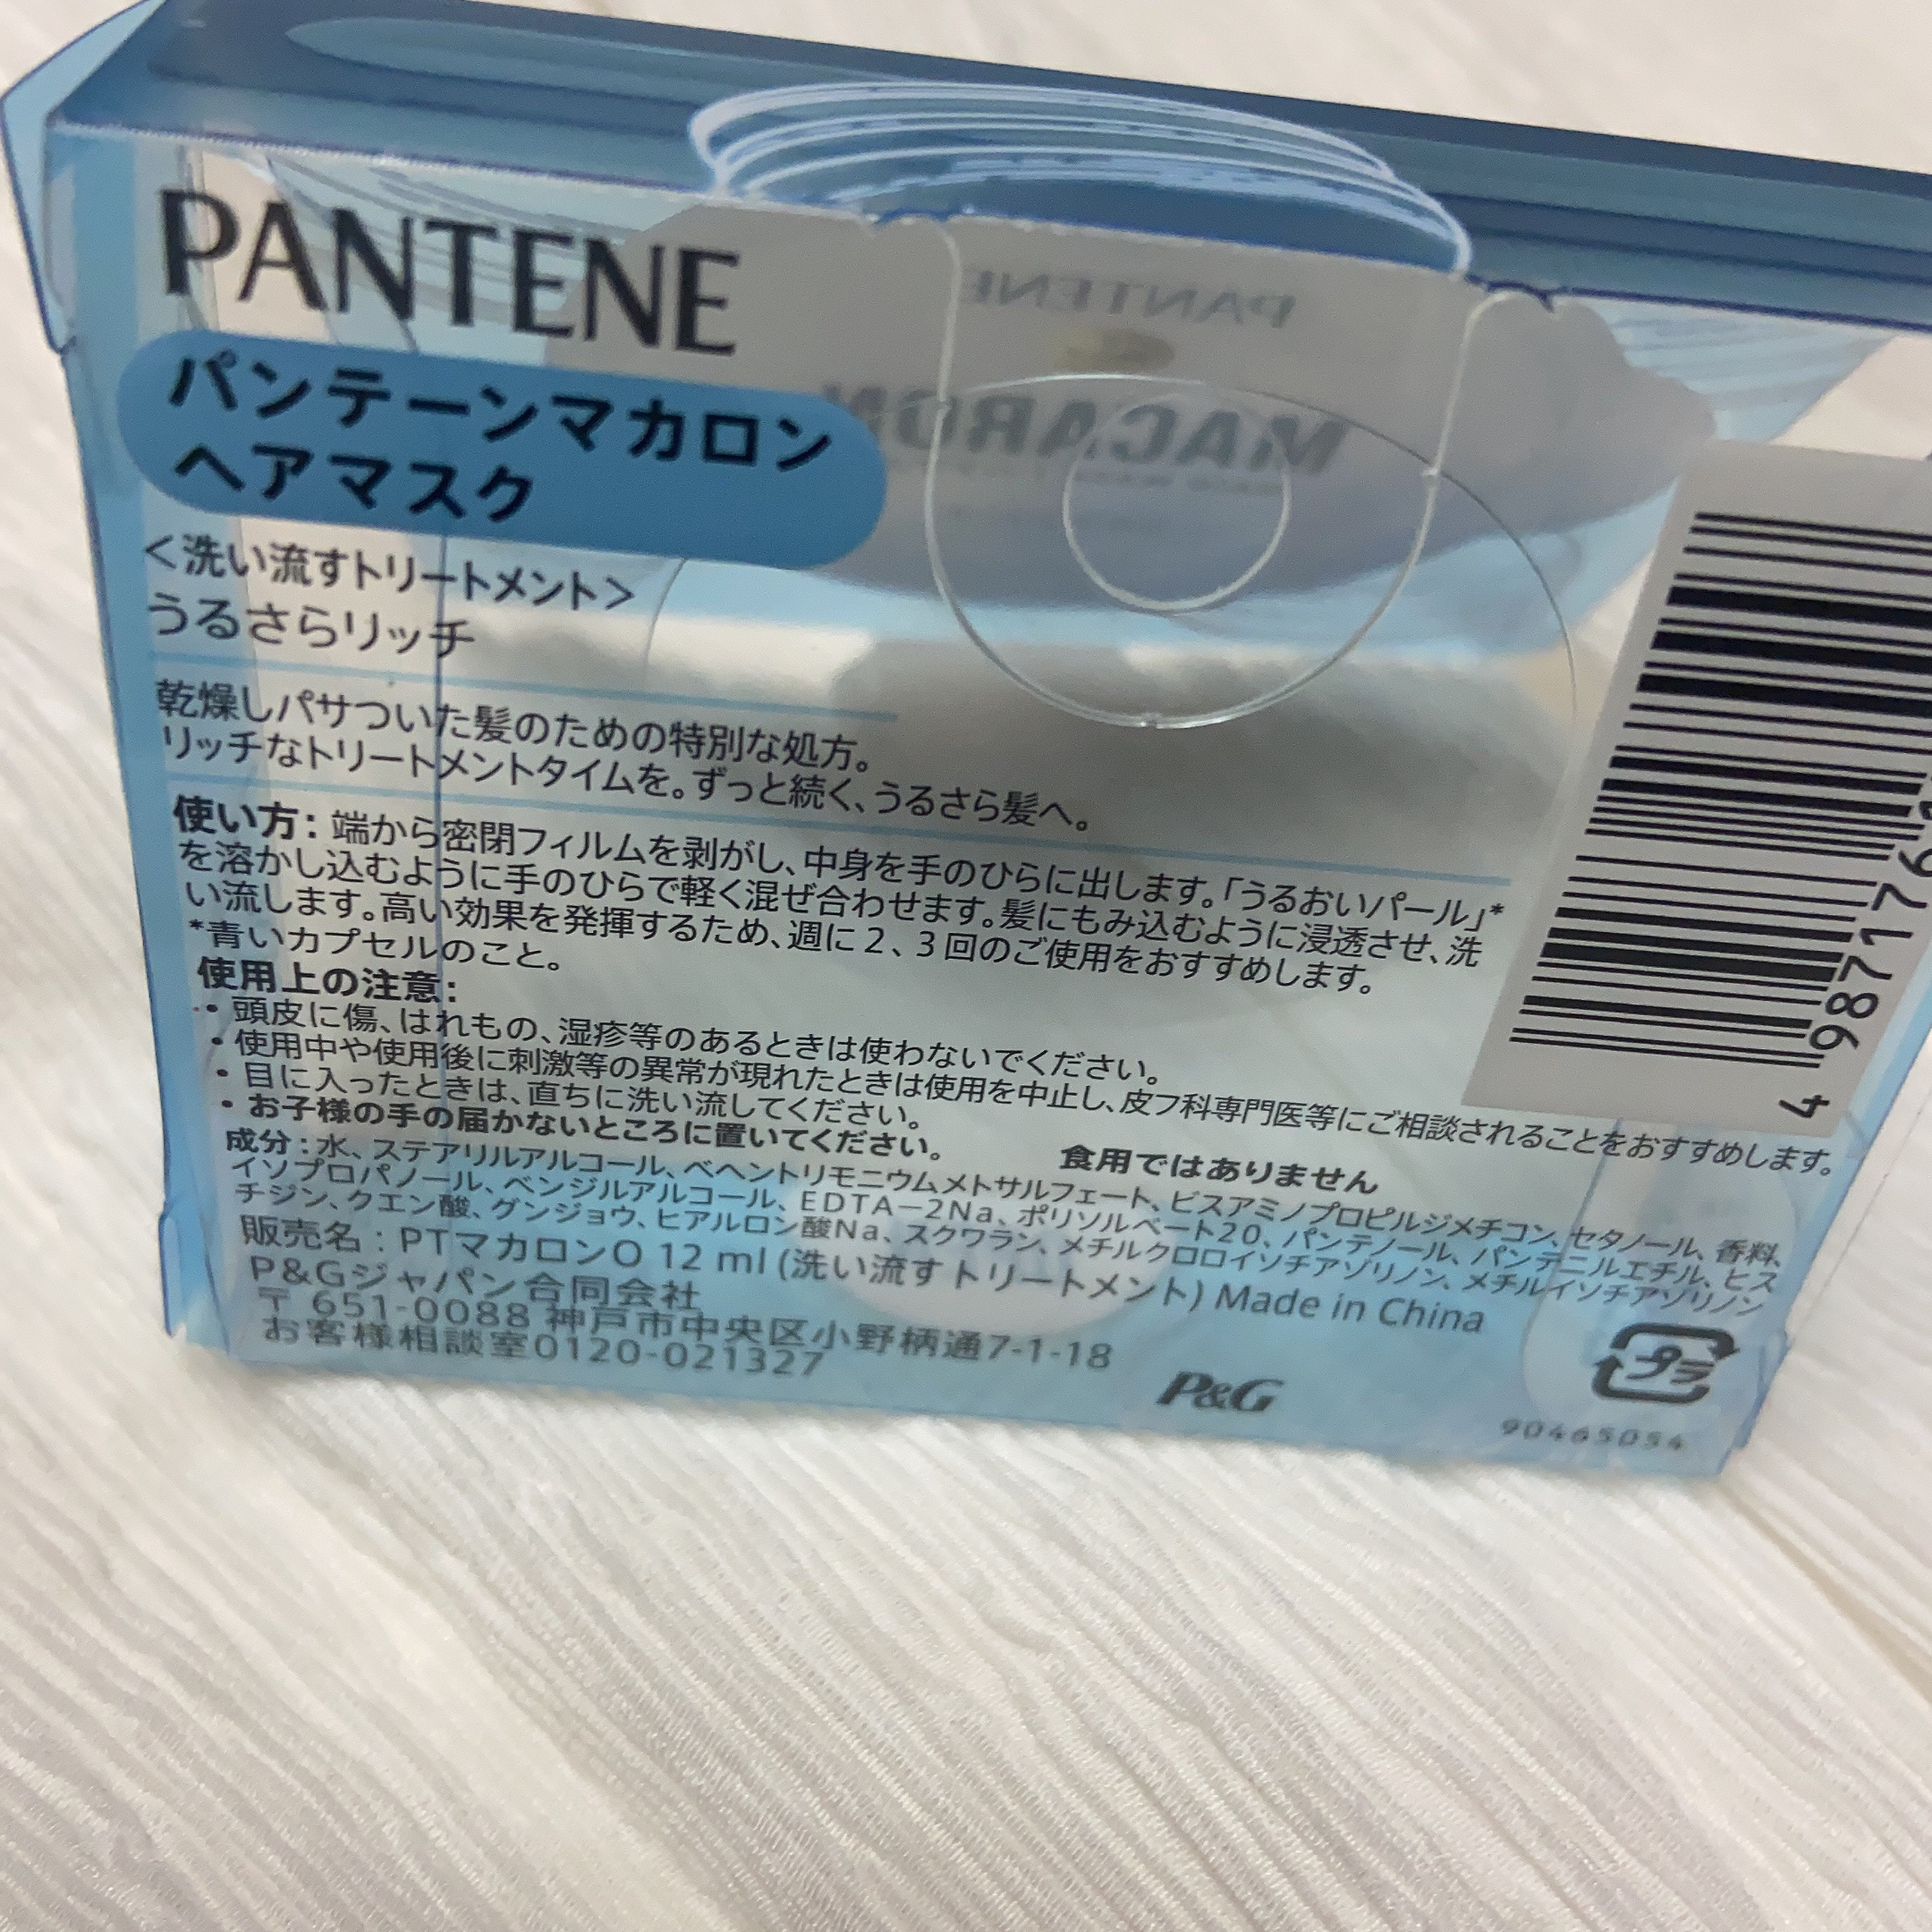 PANTENE
パンテーンマカロン
ヘアマスク
<洗い流すトリートメント>
うるさらリッチ
乾燥しパサついた髪のための特別な処方。
リッチなトリートメントタイムを。ずっと続く、うるさら髪へ。
使い方: 端から密閉フィルムを剥がし、中身を手のひらに出します。「うるおいパール」*
を溶かし込むように手のひらで軽く混ぜ合わせます。髪にもみ込むように浸透させ、洗
い流します。高い効果を発揮するため、週に2、3回のご使用をおすすめします。
*青いカプセルのこと。
使用上の注意:
・頭皮に傷、はれもの、湿疹等のあるときは使わないでください。
・使用中や使用後に刺激等の異常が現れたときは使用を中止し、皮フ科専門医等にご相談されることをおすすめします。
・目に入ったときは、直ちに洗い流してください。
・お子様の手の届かないところに置いてください。 食用ではありません
成分:水、ステアリルアルコール、ベヘントリモニウムメトサルフェート、ビスアミノプロピルジメチコン、セタノール、香料、
イソプロパノール、ベンジルアルコール、EDTA-2Na、ポリソルベート20、パンテノール、パンテニルエチル、ヒス
チジン、クエン酸、グンジョウ、ヒアルロン酸Na、スクワラン、メチルクロロイソチアゾリノン、メチルイソチアゾリノン
販売名:PTマカロンO 12 ml (洗い流すトリートメント) Made in China
P&Gジャパン合同会社
〒 651-0088 神戸市中央区小野柄通7-1-18
お客様相談室0120-021327
P&G
プラ
90465054
PANTENE
MACARON